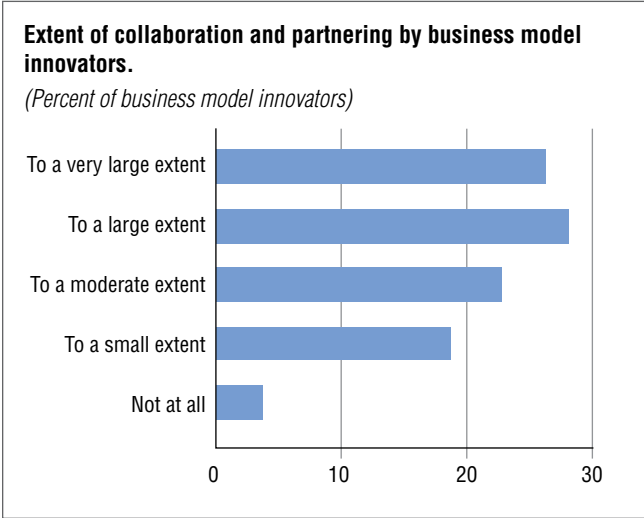 Extent of collaboration and partnering by business model
innovators.
(Percent of business model innovators)
To a very large extent
To a large extent
To a moderate extent
To a small extent
Not at all
0 10 20 30